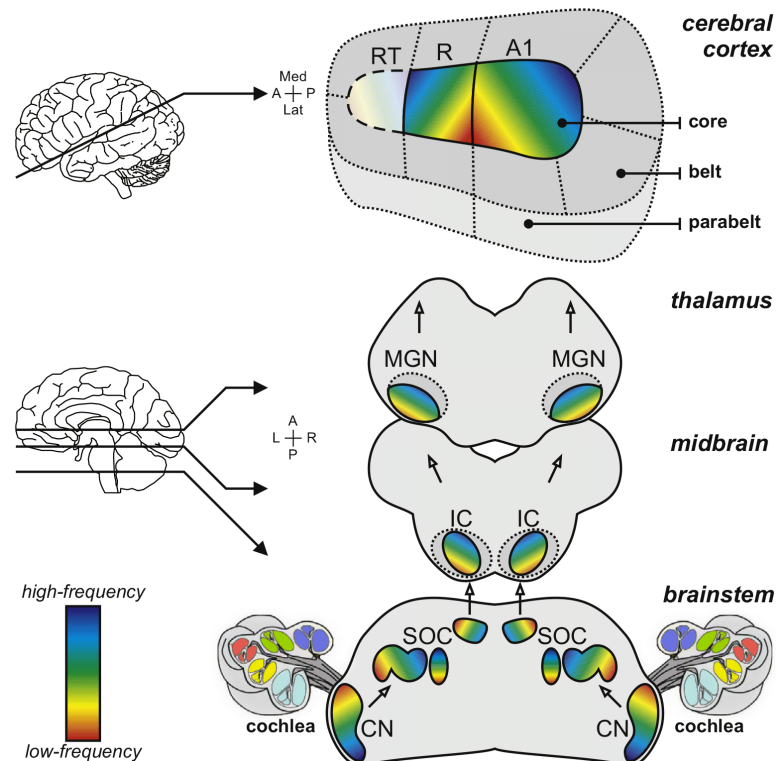 cerebral
cortex
RT R A1
Med
A P
Lat
core
belt
parabelt
thalamus
MGN MGN
A
L R
P
midbrain
IC IC
high-frequency
brainstem
SOC SOC
cochlea CN CN cochlea
low-frequency